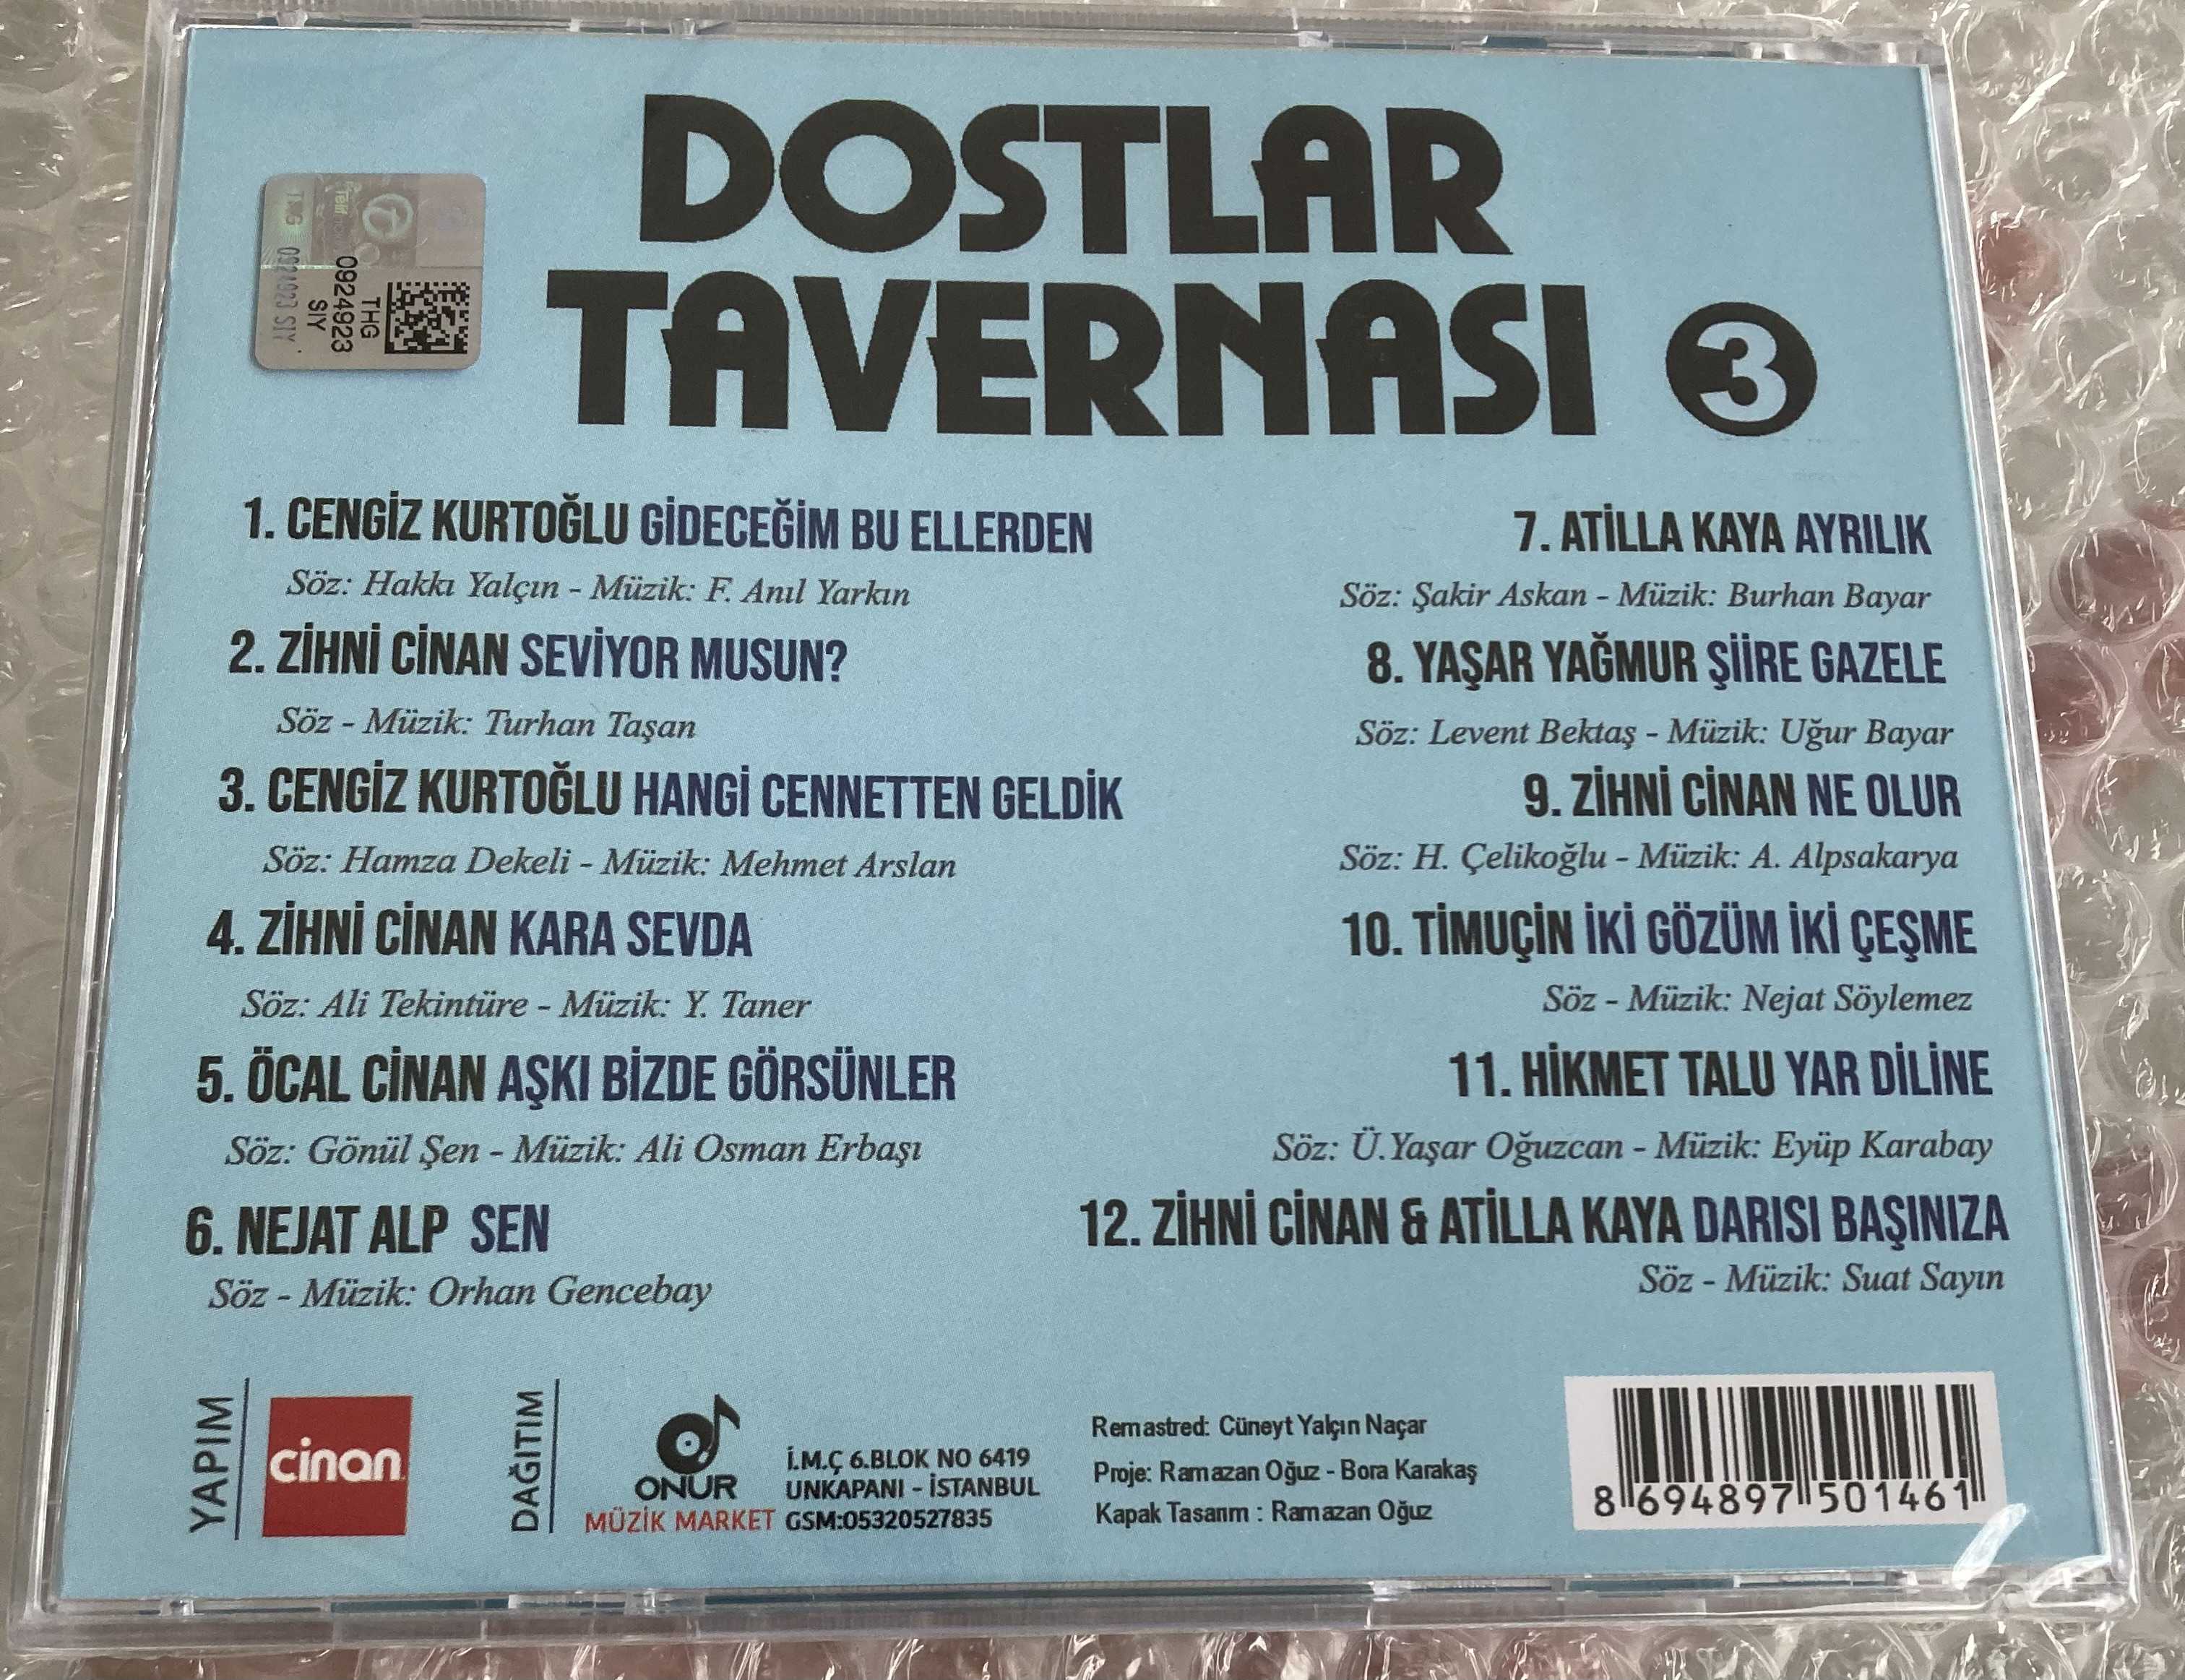 DOSTLAR
TAVERNASI 3
THG
0924923
SIY
0924923 SIY
1. CENGİZ KURTOĞLU GİDECEĞİM BU ELLERDEN
Söz: Hakkı Yalçın - Müzik: F. Anıl Yarkın
2. ZİHNİ CİNAN SEVİYOR MUSUN?
Söz - Müzik: Turhan Taşan
3. CENGİZ KURTOĞLU HANGİ CENNETTEN GELDİK
Söz: Hamza Dekeli - Müzik: Mehmet Arslan
4. ZİHNİ CİNAN KARA SEVDA
Söz: Ali Tekintüre - Müzik: Y. Taner
5. ÖCAL CİNAN AŞKI BİZDE GÖRSÜNLER
Söz: Gönül Şen - Müzik: Ali Osman Erbaşı
6. NEJAT ALP SEN
Söz - Müzik: Orhan Gencebay
7. ATİLLA KAYA AYRILIK
Söz: Şakir Askan - Müzik: Burhan Bayar
8. YAŞAR YAĞMUR ŞİİRE GAZELE
Söz: Levent Bektaş - Müzik: Uğur Bayar
9. ZİHNİ CİNAN NE OLUR
Söz: H. Çelikoğlu - Müzik: A. Alpsakarya
10. TİMUÇİN İKİ GÖZÜM İKİ ÇEŞME
Söz - Müzik: Nejat Söylemez
11. HİKMET TALU YAR DİLİNE
Söz: Ü.Yaşar Oğuzcan - Müzik: Eyüp Karabay
12. ZİHNİ CİNAN & ATİLLA KAYA DARISI BAŞINIZA
Söz - Müzik: Suat Sayın
YAPIM
cinan
DAĞITIM
ONUR
MÜZİK MARKET
İ.M.Ç 6.BLOK NO 6419
UNKAPANI - İSTANBUL
GSM:05320527835
Remastred: Cüneyt Yalçın Naçar
Proje: Ramazan Oğuz - Bora Karakaş
Kapak Tasarım : Ramazan Oğuz
8 694897 501461